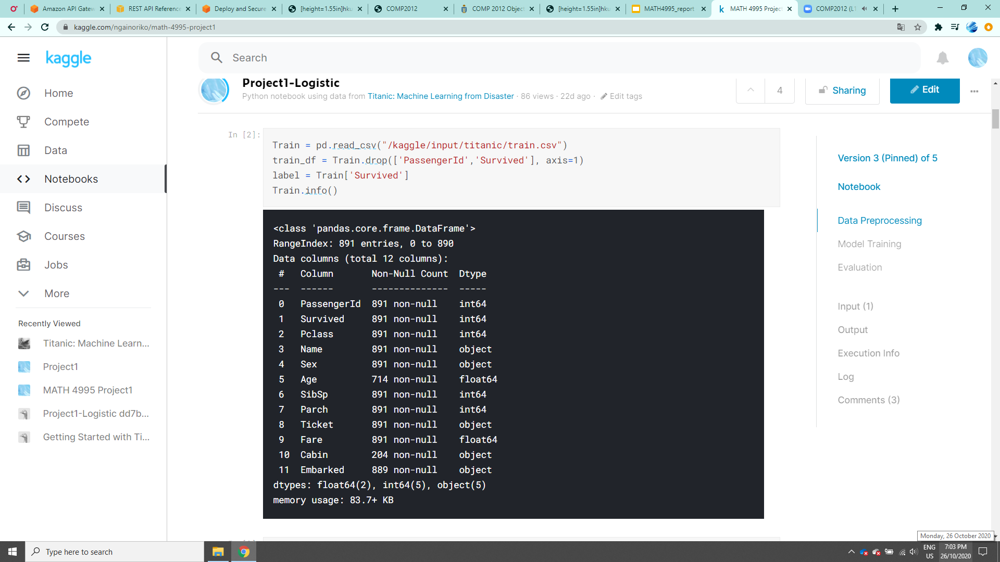 Amazon API Gatew
REST API Reference
Deploy and Secure
[height=1.55in]hku
COMP2012
COMP 2012 Object
[height=1.55in]hku
MATH4995_report
MATH 4995 Projec
COMP2012 (L1
kaggle.com/ngainoriko/math-4995-project1
kaggle
Search
Home
Compete
Data
Notebooks
Discuss
Courses
Jobs
More
Recently Viewed
Titanic: Machine Learn...
Project1
MATH 4995 Project1
Project1-Logistic dd7b...
Getting Started with Ti...
Project1-Logistic
Python notebook using data from Titanic: Machine Learning from Disaster · 86 views · 22d ago · Edit tags
4
Sharing
Edit
In [2]:
Train = pd.read_csv("/kaggle/input/titanic/train.csv")
train_df = Train.drop(['PassengerId','Survived'], axis=1)
label = Train['Survived']
Train.info()
<class 'pandas.core.frame.DataFrame'>
RangeIndex: 891 entries, 0 to 890
Data columns (total 12 columns):
# Column Non-Null Count Dtype
--- ------ -------------- -----
0 PassengerId 891 non-null int64
1 Survived 891 non-null int64
2 Pclass 891 non-null int64
3 Name 891 non-null object
4 Sex 891 non-null object
5 Age 714 non-null float64
6 SibSp 891 non-null int64
7 Parch 891 non-null int64
8 Ticket 891 non-null object
9 Fare 891 non-null float64
10 Cabin 204 non-null object
11 Embarked 889 non-null object
dtypes: float64(2), int64(5), object(5)
memory usage: 83.7+ KB
Version 3 (Pinned) of 5
Notebook
Data Preprocessing
Model Training
Evaluation
Input (1)
Output
Execution Info
Log
Comments (3)
Monday, 26 October 2020
Type here to search
ENG
US
7:03 PM
26/10/2020